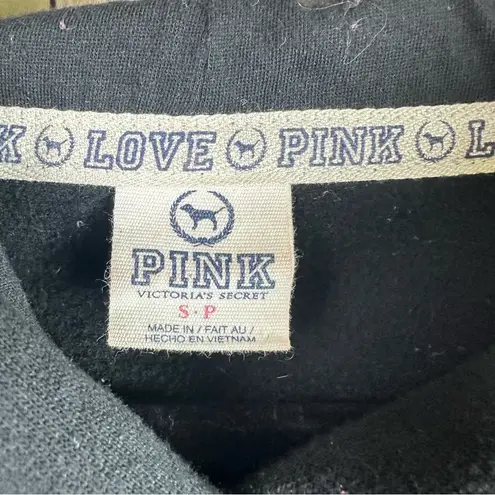 K LOVE PINK L
PINK
VICTORIA'S SECRET
S·P
MADE IN / FAIT AU /
HECHO EN VIETNAM